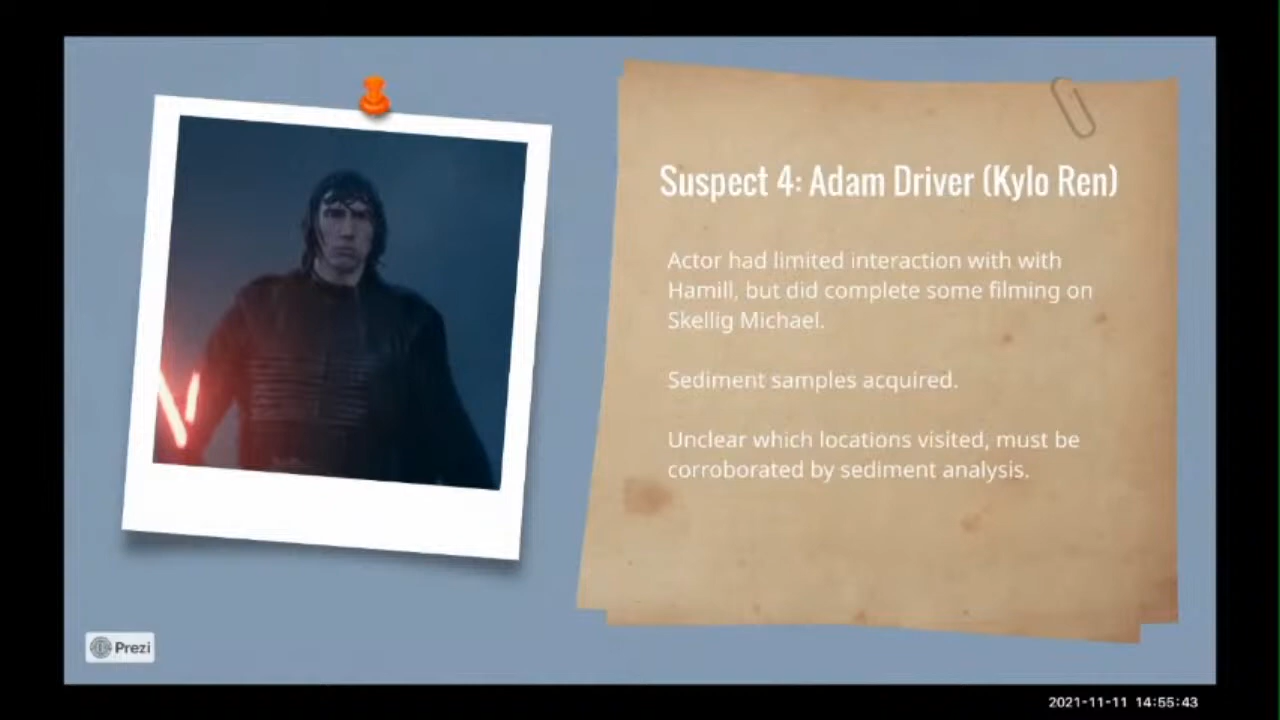 Suspect 4: Adam Driver (Kylo Ren)
Actor had limited interaction with with
Hamill, but did complete some filming on
Skellig Michael.
Sediment samples acquired.
Unclear which locations visited, must be
corroborated by sediment analysis.
Prezi
2021-11-11 14:55:43